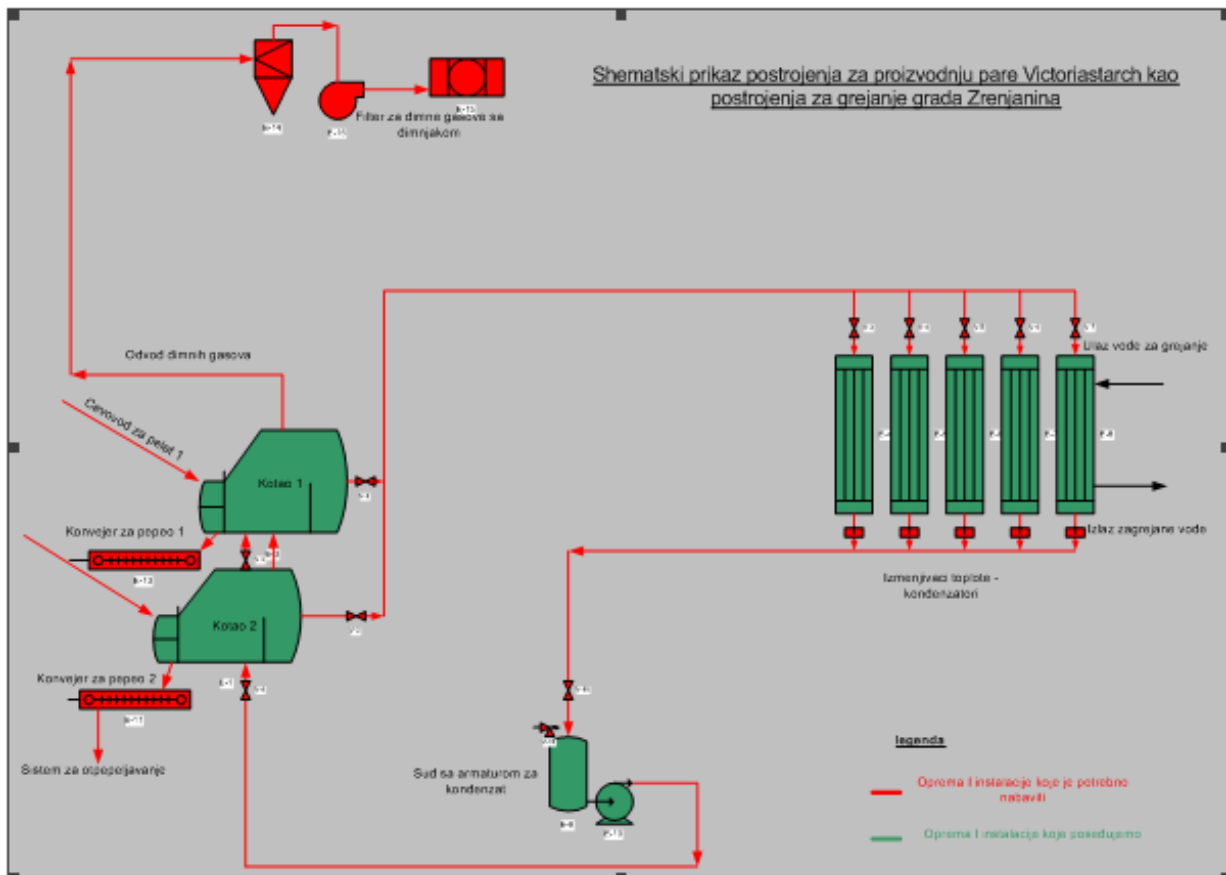 Shematski prikaz postrojenja za proizvodnju pare Victoriastarch kao
postrojenja za grejanje grada Zrenjanina
Filter za dimne gasove sa
dimnjakom
Odvod dimnih gasova
Ulaz vode za grejanje
Cevovod za pelet 1
Kotao 1
Konvejer za pepeo 1
Izlaz zagrejane vode
Izmenjivaci toplote -
kondenzatori
Kotao 2
Konvejer za pepeo 2
Sistem za otpepeljavanje
Sud sa armaturom za
kondenzat
legenda
Oprema I instalacije koje je potrebno
nabaviti
Oprema I instalacije koje posedujemo